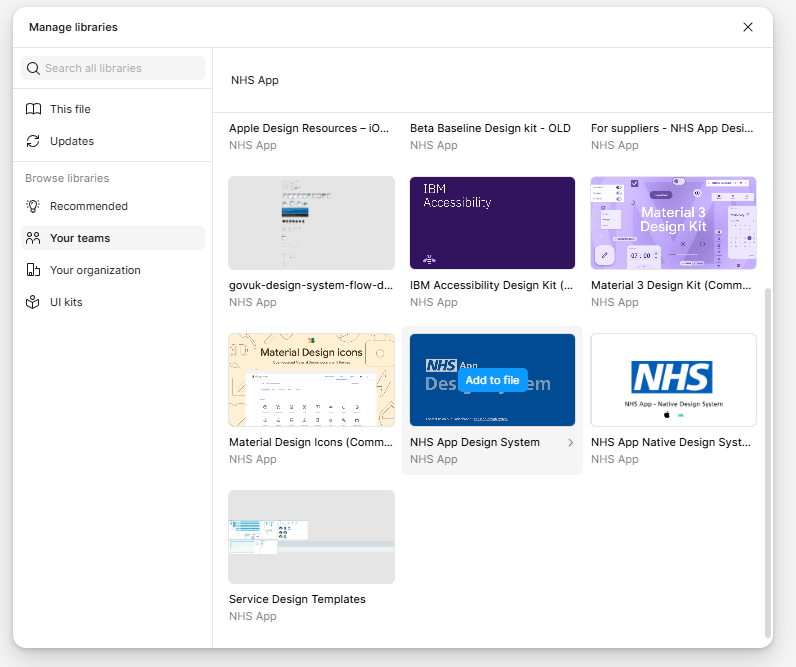 Manage libraries
Search all libraries
NHS App
This file
Updates
Browse libraries
Recommended
Your teams
Your organization
UI kits
Apple Design Resources – iO...
Beta Baseline Design kit - OLD
For suppliers - NHS App Desi...
NHS App
NHS App
NHS App
IBM
Accessibility
Material 3
Design Kit
07 : 00
govuk-design-system-flow-d...
IBM Accessibility Design Kit (...
Material 3 Design Kit (Comm...
NHS App
NHS App
NHS App
Material Design icons
NHS App
Design System
Add to file
NHS
NHS App - Native Design System
Material Design Icons (Comm...
NHS App Design System
NHS App Native Design Syst...
NHS App
NHS App
NHS App
Service Design Templates
NHS App